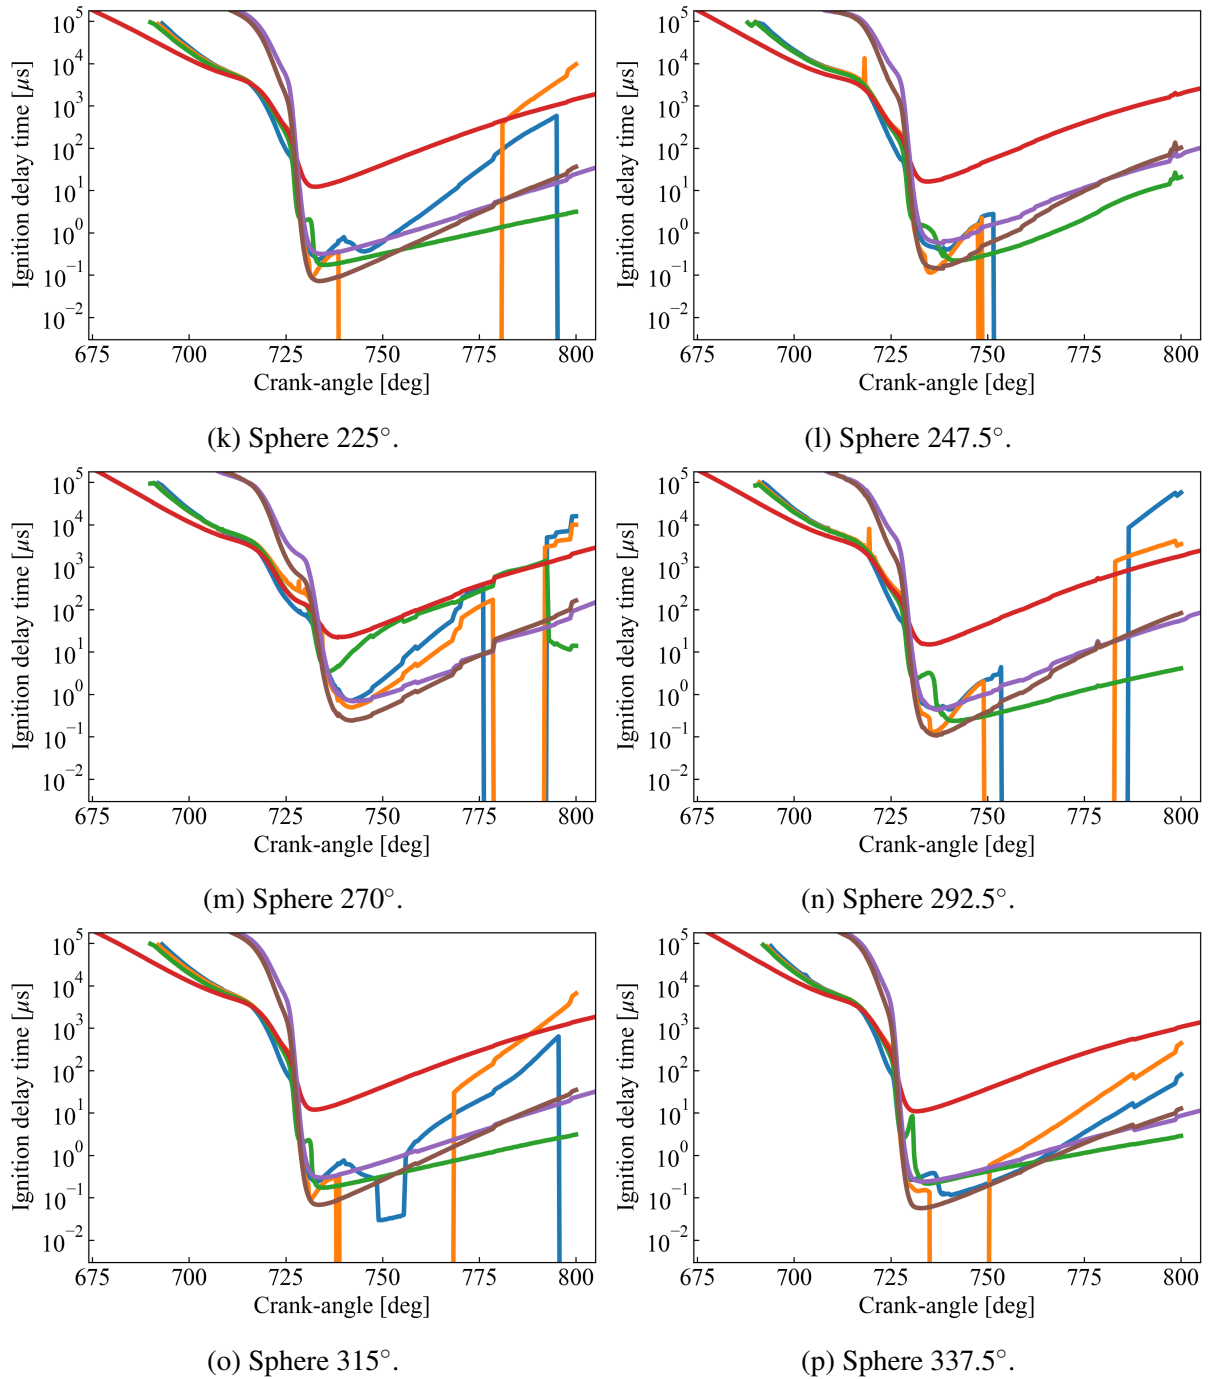 Ignition delay time [μs]
10^5
10^4
10^3
10^2
10^1
10^0
10^-1
10^-2
675 700 725 750 775 800
Crank-angle [deg]
(k) Sphere 225°.
Ignition delay time [μs]
10^5
10^4
10^3
10^2
10^1
10^0
10^-1
10^-2
675 700 725 750 775 800
Crank-angle [deg]
(l) Sphere 247.5°.
Ignition delay time [μs]
10^5
10^4
10^3
10^2
10^1
10^0
10^-1
10^-2
675 700 725 750 775 800
Crank-angle [deg]
(m) Sphere 270°.
Ignition delay time [μs]
10^5
10^4
10^3
10^2
10^1
10^0
10^-1
10^-2
675 700 725 750 775 800
Crank-angle [deg]
(n) Sphere 292.5°.
Ignition delay time [μs]
10^5
10^4
10^3
10^2
10^1
10^0
10^-1
10^-2
675 700 725 750 775 800
Crank-angle [deg]
(o) Sphere 315°.
Ignition delay time [μs]
10^5
10^4
10^3
10^2
10^1
10^0
10^-1
10^-2
675 700 725 750 775 800
Crank-angle [deg]
(p) Sphere 337.5°.